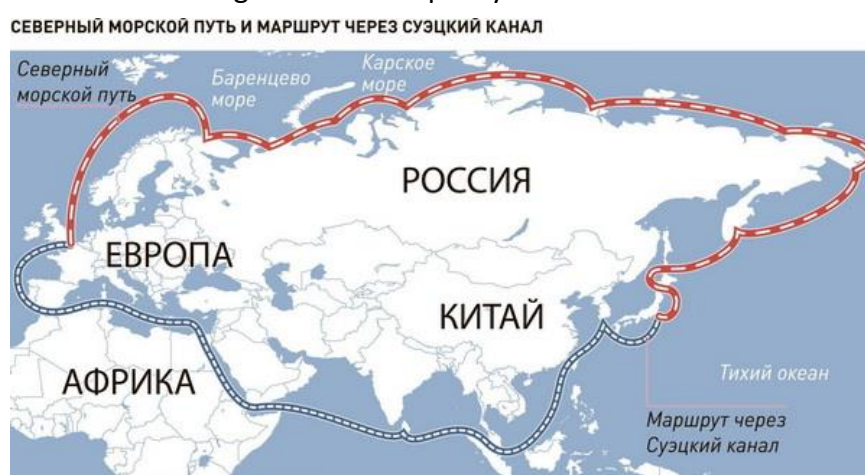 СЕВЕРНЫЙ МОРСКОЙ ПУТЬ И МАРШРУТ ЧЕРЕЗ СУЭЦКИЙ КАНАЛ
Северный
морской путь
Баренцево
море
Карское
море
РОССИЯ
ЕВРОПА
КИТАЙ
АФРИКА
Тихий океан
Маршрут через
Суэцкий канал